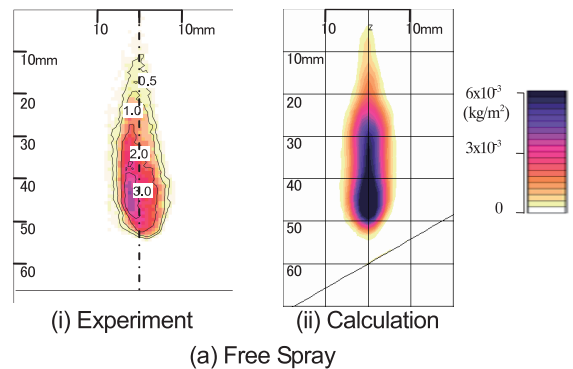 10 10mm
10mm
0.5
20
1.0
30
2.0
40
3.0
50
60
(i) Experiment
10 z 10mm
10mm
20
30
40
50
60
(ii) Calculation
6x10⁻³
(kg/m²)
3x10⁻³
0
(a) Free Spray